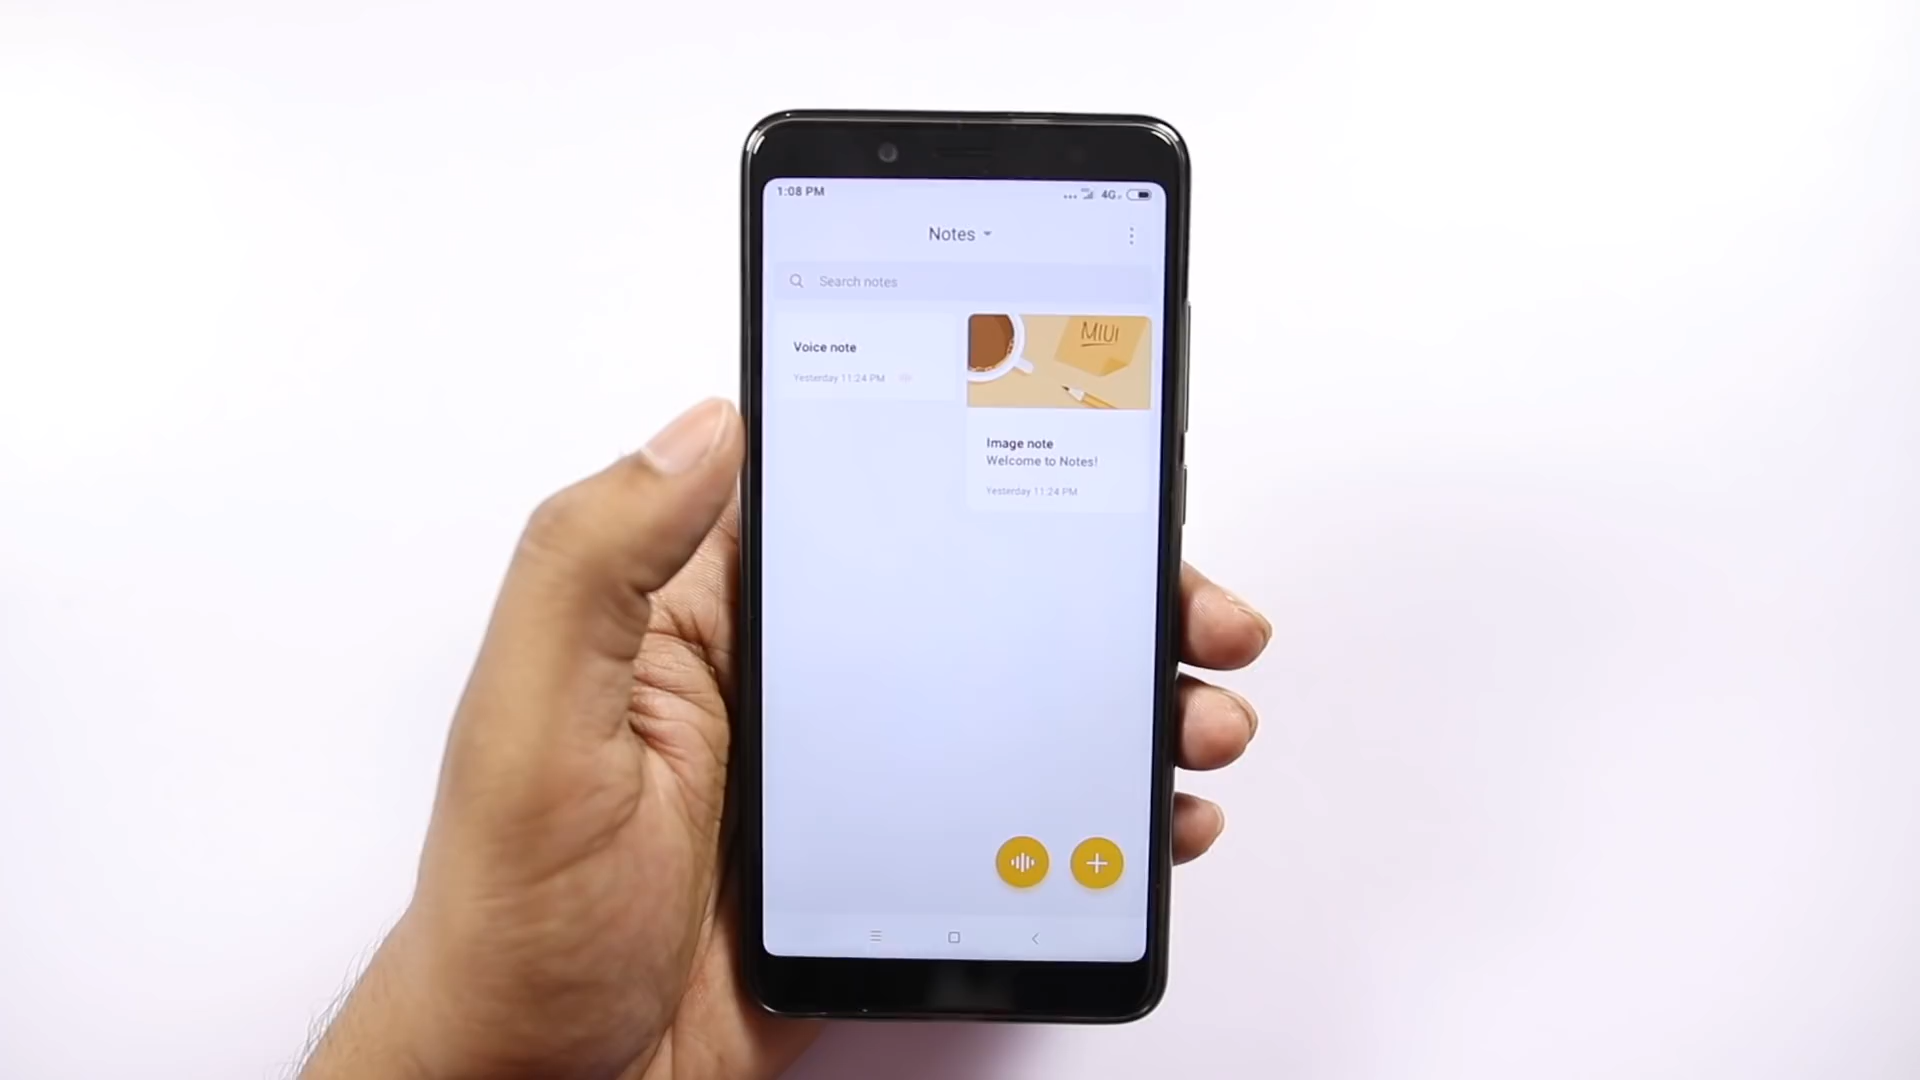 1:08 PM
4G
Notes
Search notes
Voice note
Yesterday 11:24 PM
MIUI
Image note
Welcome to Notes!
Yesterday 11:24 PM